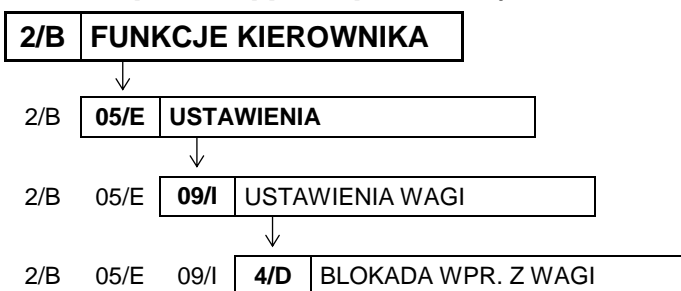 2/B FUNKCJE KIEROWNIKA
2/B 05/E USTAWIENIA
2/B 05/E 09/I USTAWIENIA WAGI
2/B 05/E 09/I 4/D BLOKADA WPR. Z WAGI